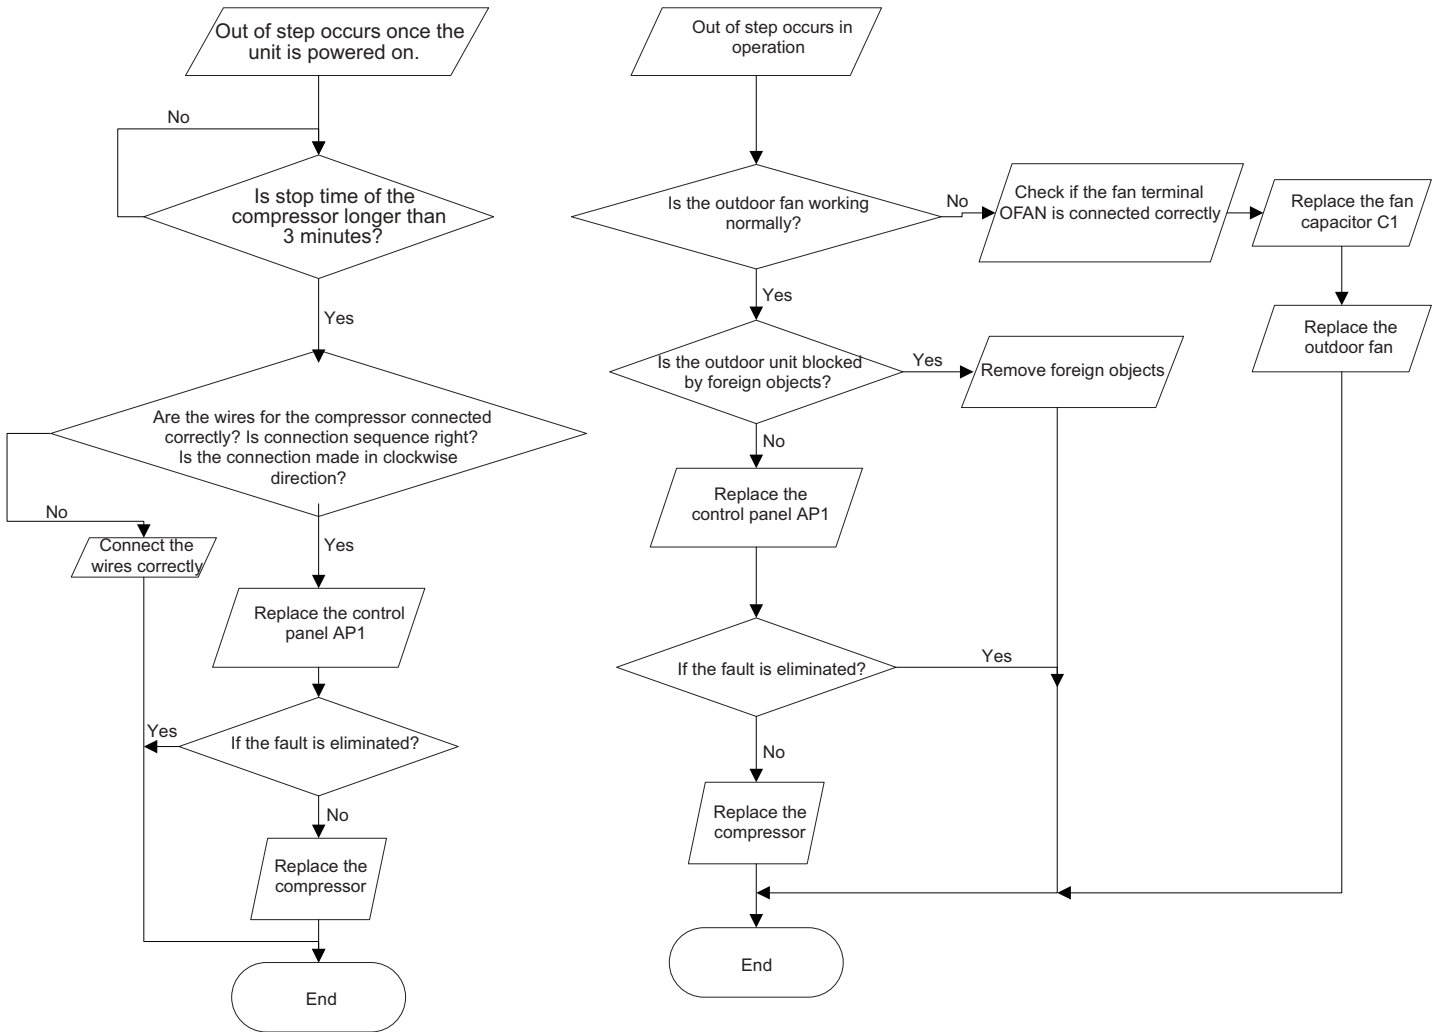 Out of step occurs once the
unit is powered on.
No
Is stop time of the
compressor longer than
3 minutes?
Yes
Are the wires for the compressor connected
correctly? Is connection sequence right?
Is the connection made in clockwise
direction?
No
Connect the
wires correctly
Yes
Replace the control
panel AP1
Yes
If the fault is eliminated?
No
Replace the
compressor
End
Out of step occurs in
operation
Is the outdoor fan working
normally?
No
Check if the fan terminal
OFAN is connected correctly
Replace the fan
capacitor C1
Replace the
outdoor fan
Yes
Is the outdoor unit blocked
by foreign objects?
Yes
Remove foreign objects
No
Replace the
control panel AP1
If the fault is eliminated?
Yes
No
Replace the
compressor
End